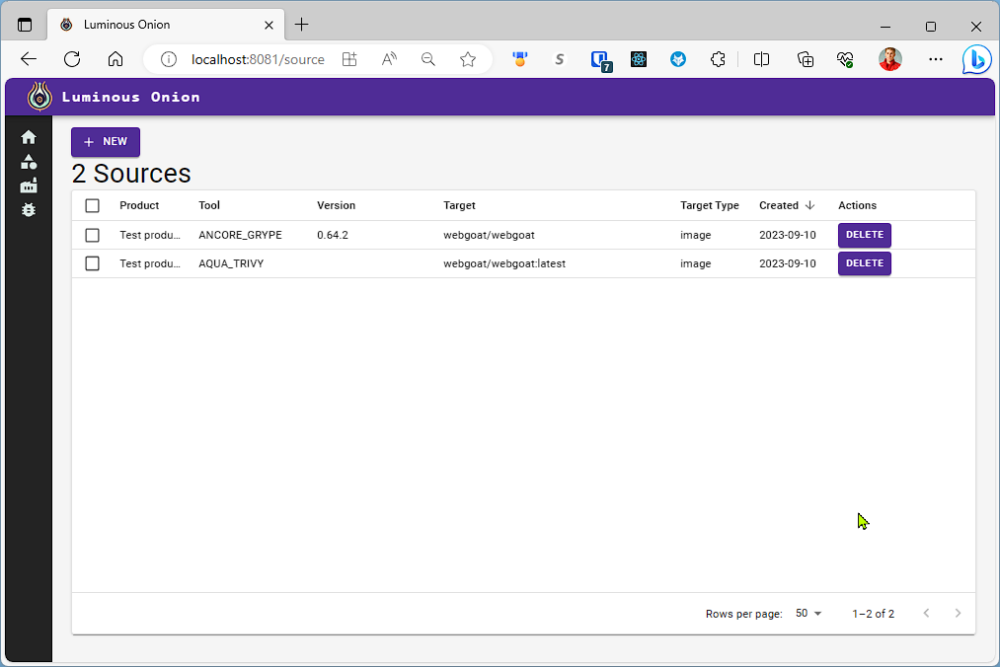 Luminous Onion
localhost:8081/source
7
Luminous Onion
+ NEW
2 Sources
Product Tool Version Target Target Type Created Actions
Test produ... ANCORE_GRYPE 0.64.2 webgoat/webgoat image 2023-09-10 DELETE
Test produ... AQUA_TRIVY webgoat/webgoat:latest image 2023-09-10 DELETE
Rows per page: 50 1–2 of 2